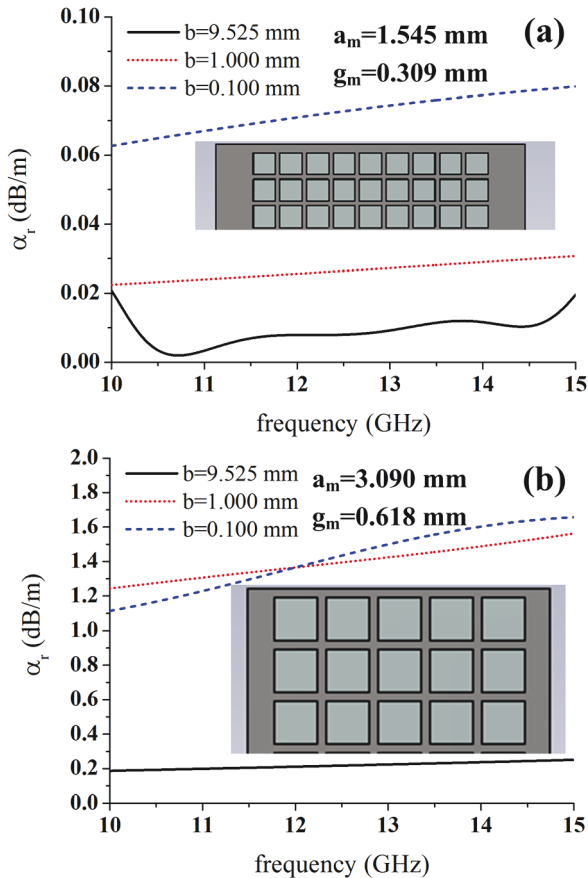 b=9.525 mm
b=1.000 mm
b=0.100 mm
a_m=1.545 mm
g_m=0.309 mm
(a)
0.10
0.08
0.06
0.04
0.02
0.00
α_r (dB/m)
10 11 12 13 14 15
frequency (GHz)
b=9.525 mm
b=1.000 mm
b=0.100 mm
a_m=3.090 mm
g_m=0.618 mm
(b)
2.0
1.8
1.6
1.4
1.2
1.0
0.8
0.6
0.4
0.2
0.0
α_r (dB/m)
10 11 12 13 14 15
frequency (GHz)